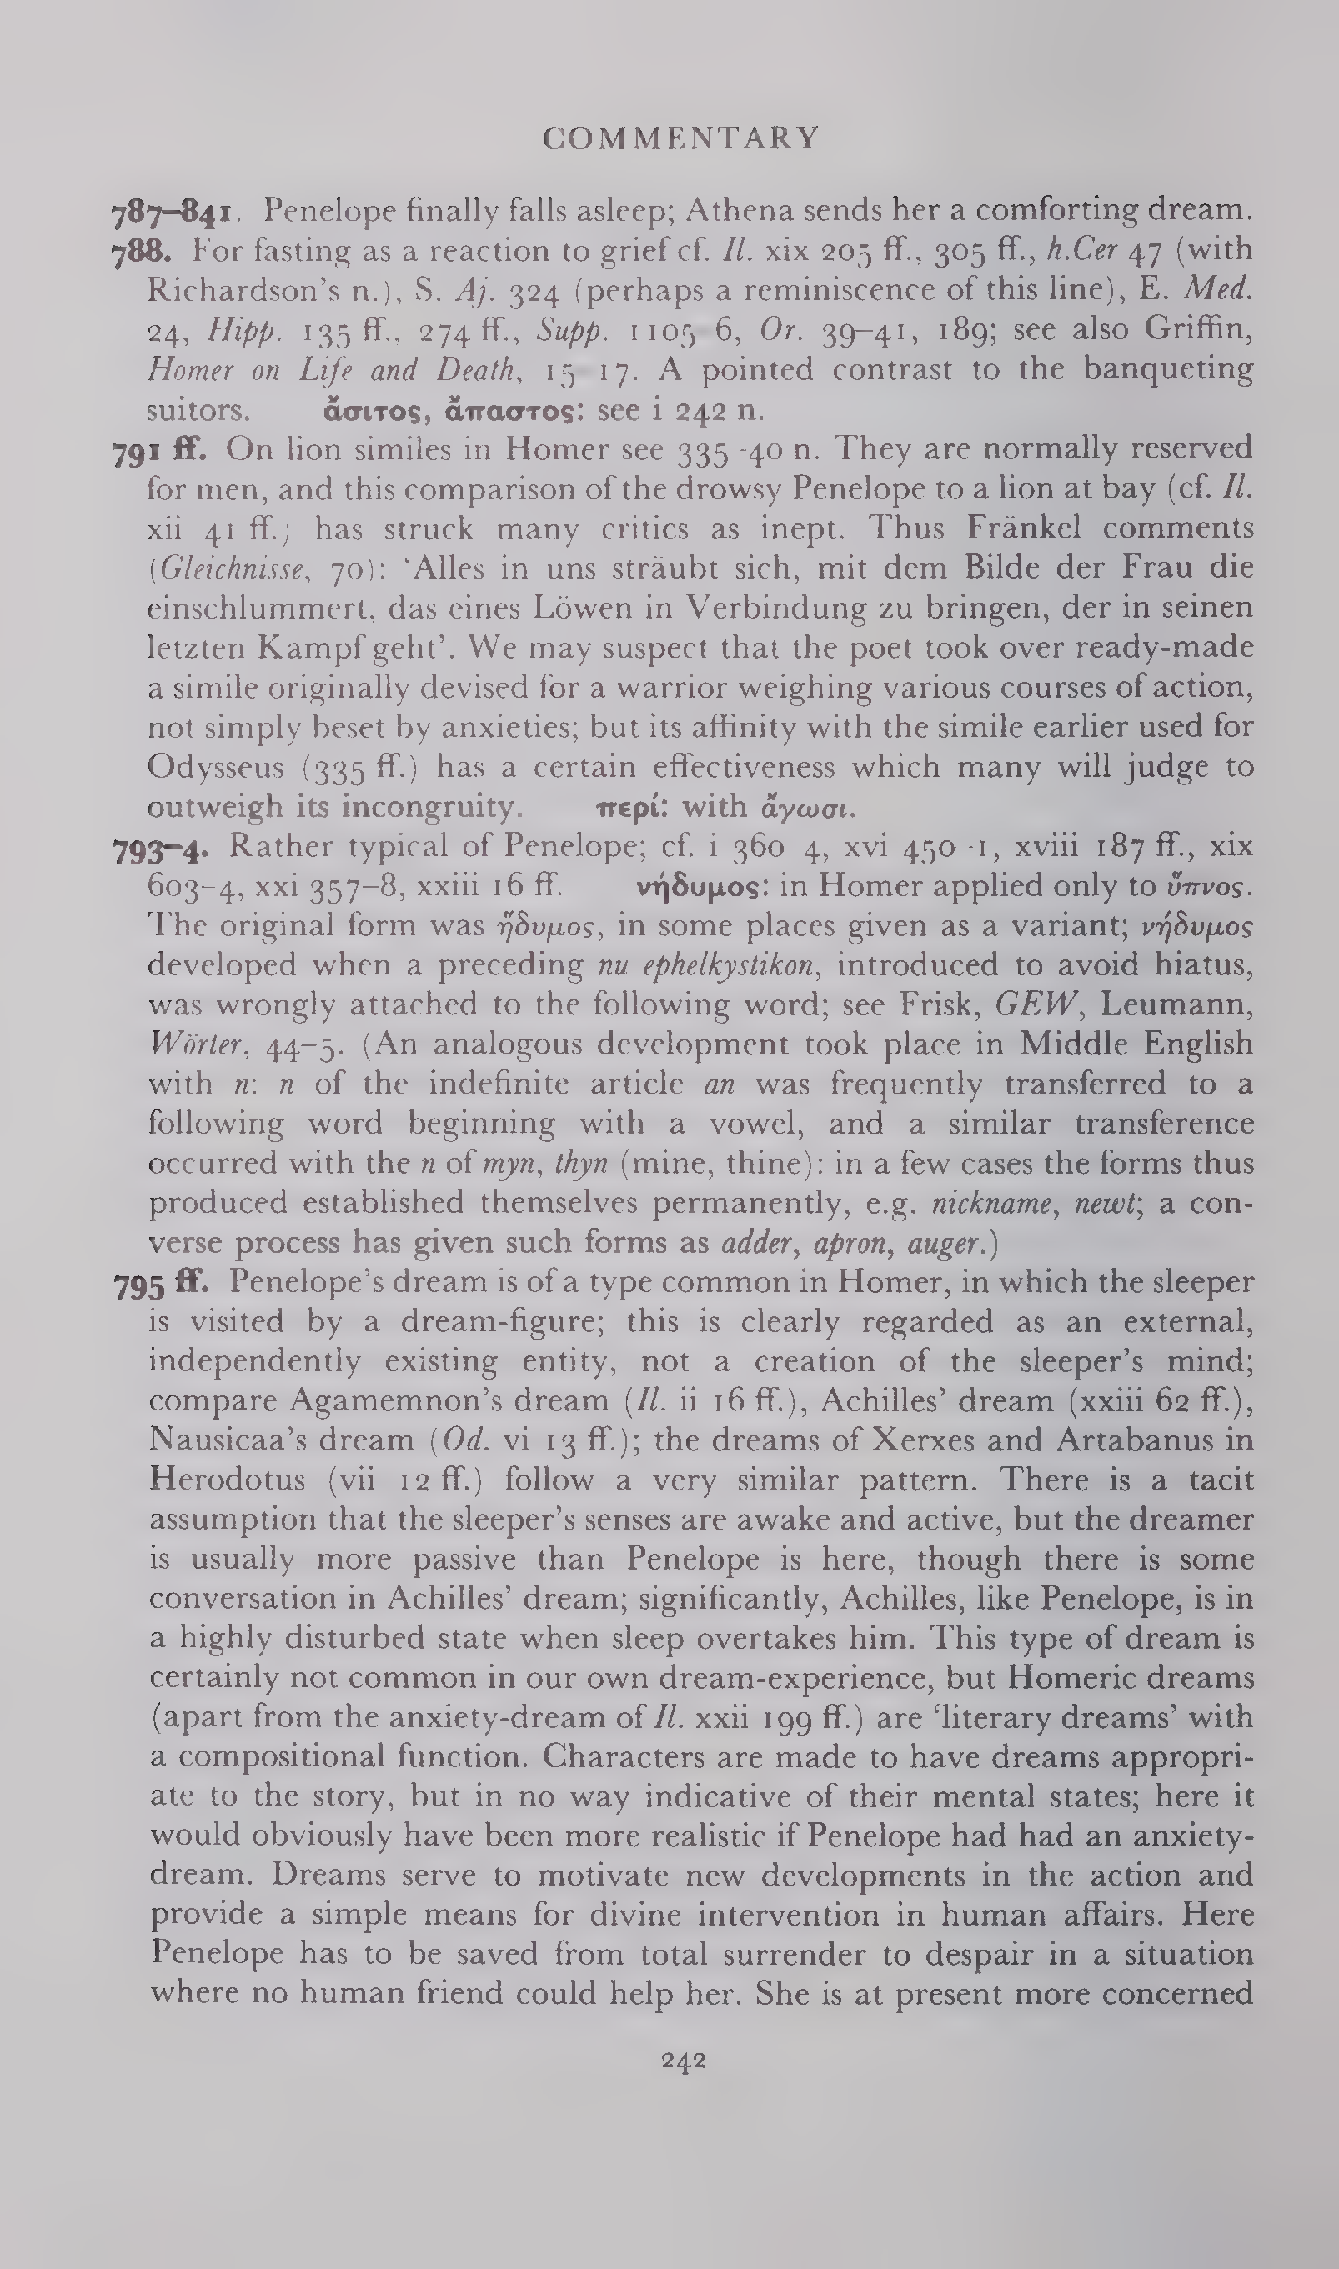 COMMENTARY
787–841. Penelope finally falls asleep; Athena sends her a comforting dream.
788. For fasting as a reaction to grief cf. Il. xix 205 ff., 305 ff., h.Cer 47 (with
Richardson's n.), S. Aj. 324 (perhaps a reminiscence of this line), E. Med.
24, Hipp. 135 ff., 274 ff., Supp. 1105–6, Or. 39–41, 189; see also Griffin,
Homer on Life and Death, 15–17. A pointed contrast to the banqueting
suitors. ἄσιτος, ἄπαστος: see i 242 n.
791 ff. On lion similes in Homer see 335–40 n. They are normally reserved
for men, and this comparison of the drowsy Penelope to a lion at bay (cf. Il.
xii 41 ff.) has struck many critics as inept. Thus Fränkel comments
(Gleichnisse, 70): 'Alles in uns sträubt sich, mit dem Bilde der Frau die
einschlummert, das eines Löwen in Verbindung zu bringen, der in seinen
letzten Kampf geht'. We may suspect that the poet took over ready-made
a simile originally devised for a warrior weighing various courses of action,
not simply beset by anxieties; but its affinity with the simile earlier used for
Odysseus (335 ff.) has a certain effectiveness which many will judge to
outweigh its incongruity. περί: with ἄγωσι.
793–4. Rather typical of Penelope; cf. i 360–4, xvi 450–1, xviii 187 ff., xix
603–4, xxi 357–8, xxiii 16 ff. νήδυμος: in Homer applied only to ὕπνος.
The original form was ἥδυμος, in some places given as a variant; νήδυμος
developed when a preceding nu ephelkystikon, introduced to avoid hiatus,
was wrongly attached to the following word; see Frisk, GEW, Leumann,
Wörter, 44–5. (An analogous development took place in Middle English
with n: n of the indefinite article an was frequently transferred to a
following word beginning with a vowel, and a similar transference
occurred with the n of myn, thyn (mine, thine): in a few cases the forms thus
produced established themselves permanently, e.g. nickname, newt; a con-
verse process has given such forms as adder, apron, auger.)
795 ff. Penelope's dream is of a type common in Homer, in which the sleeper
is visited by a dream-figure; this is clearly regarded as an external,
independently existing entity, not a creation of the sleeper's mind;
compare Agamemnon's dream (Il. ii 16 ff.), Achilles' dream (xxiii 62 ff.),
Nausicaa's dream (Od. vi 13 ff.); the dreams of Xerxes and Artabanus in
Herodotus (vii 12 ff.) follow a very similar pattern. There is a tacit
assumption that the sleeper's senses are awake and active, but the dreamer
is usually more passive than Penelope is here, though there is some
conversation in Achilles' dream; significantly, Achilles, like Penelope, is in
a highly disturbed state when sleep overtakes him. This type of dream is
certainly not common in our own dream-experience, but Homeric dreams
(apart from the anxiety-dream of Il. xxii 199 ff.) are 'literary dreams' with
a compositional function. Characters are made to have dreams appropri-
ate to the story, but in no way indicative of their mental states; here it
would obviously have been more realistic if Penelope had had an anxiety-
dream. Dreams serve to motivate new developments in the action and
provide a simple means for divine intervention in human affairs. Here
Penelope has to be saved from total surrender to despair in a situation
where no human friend could help her. She is at present more concerned
242